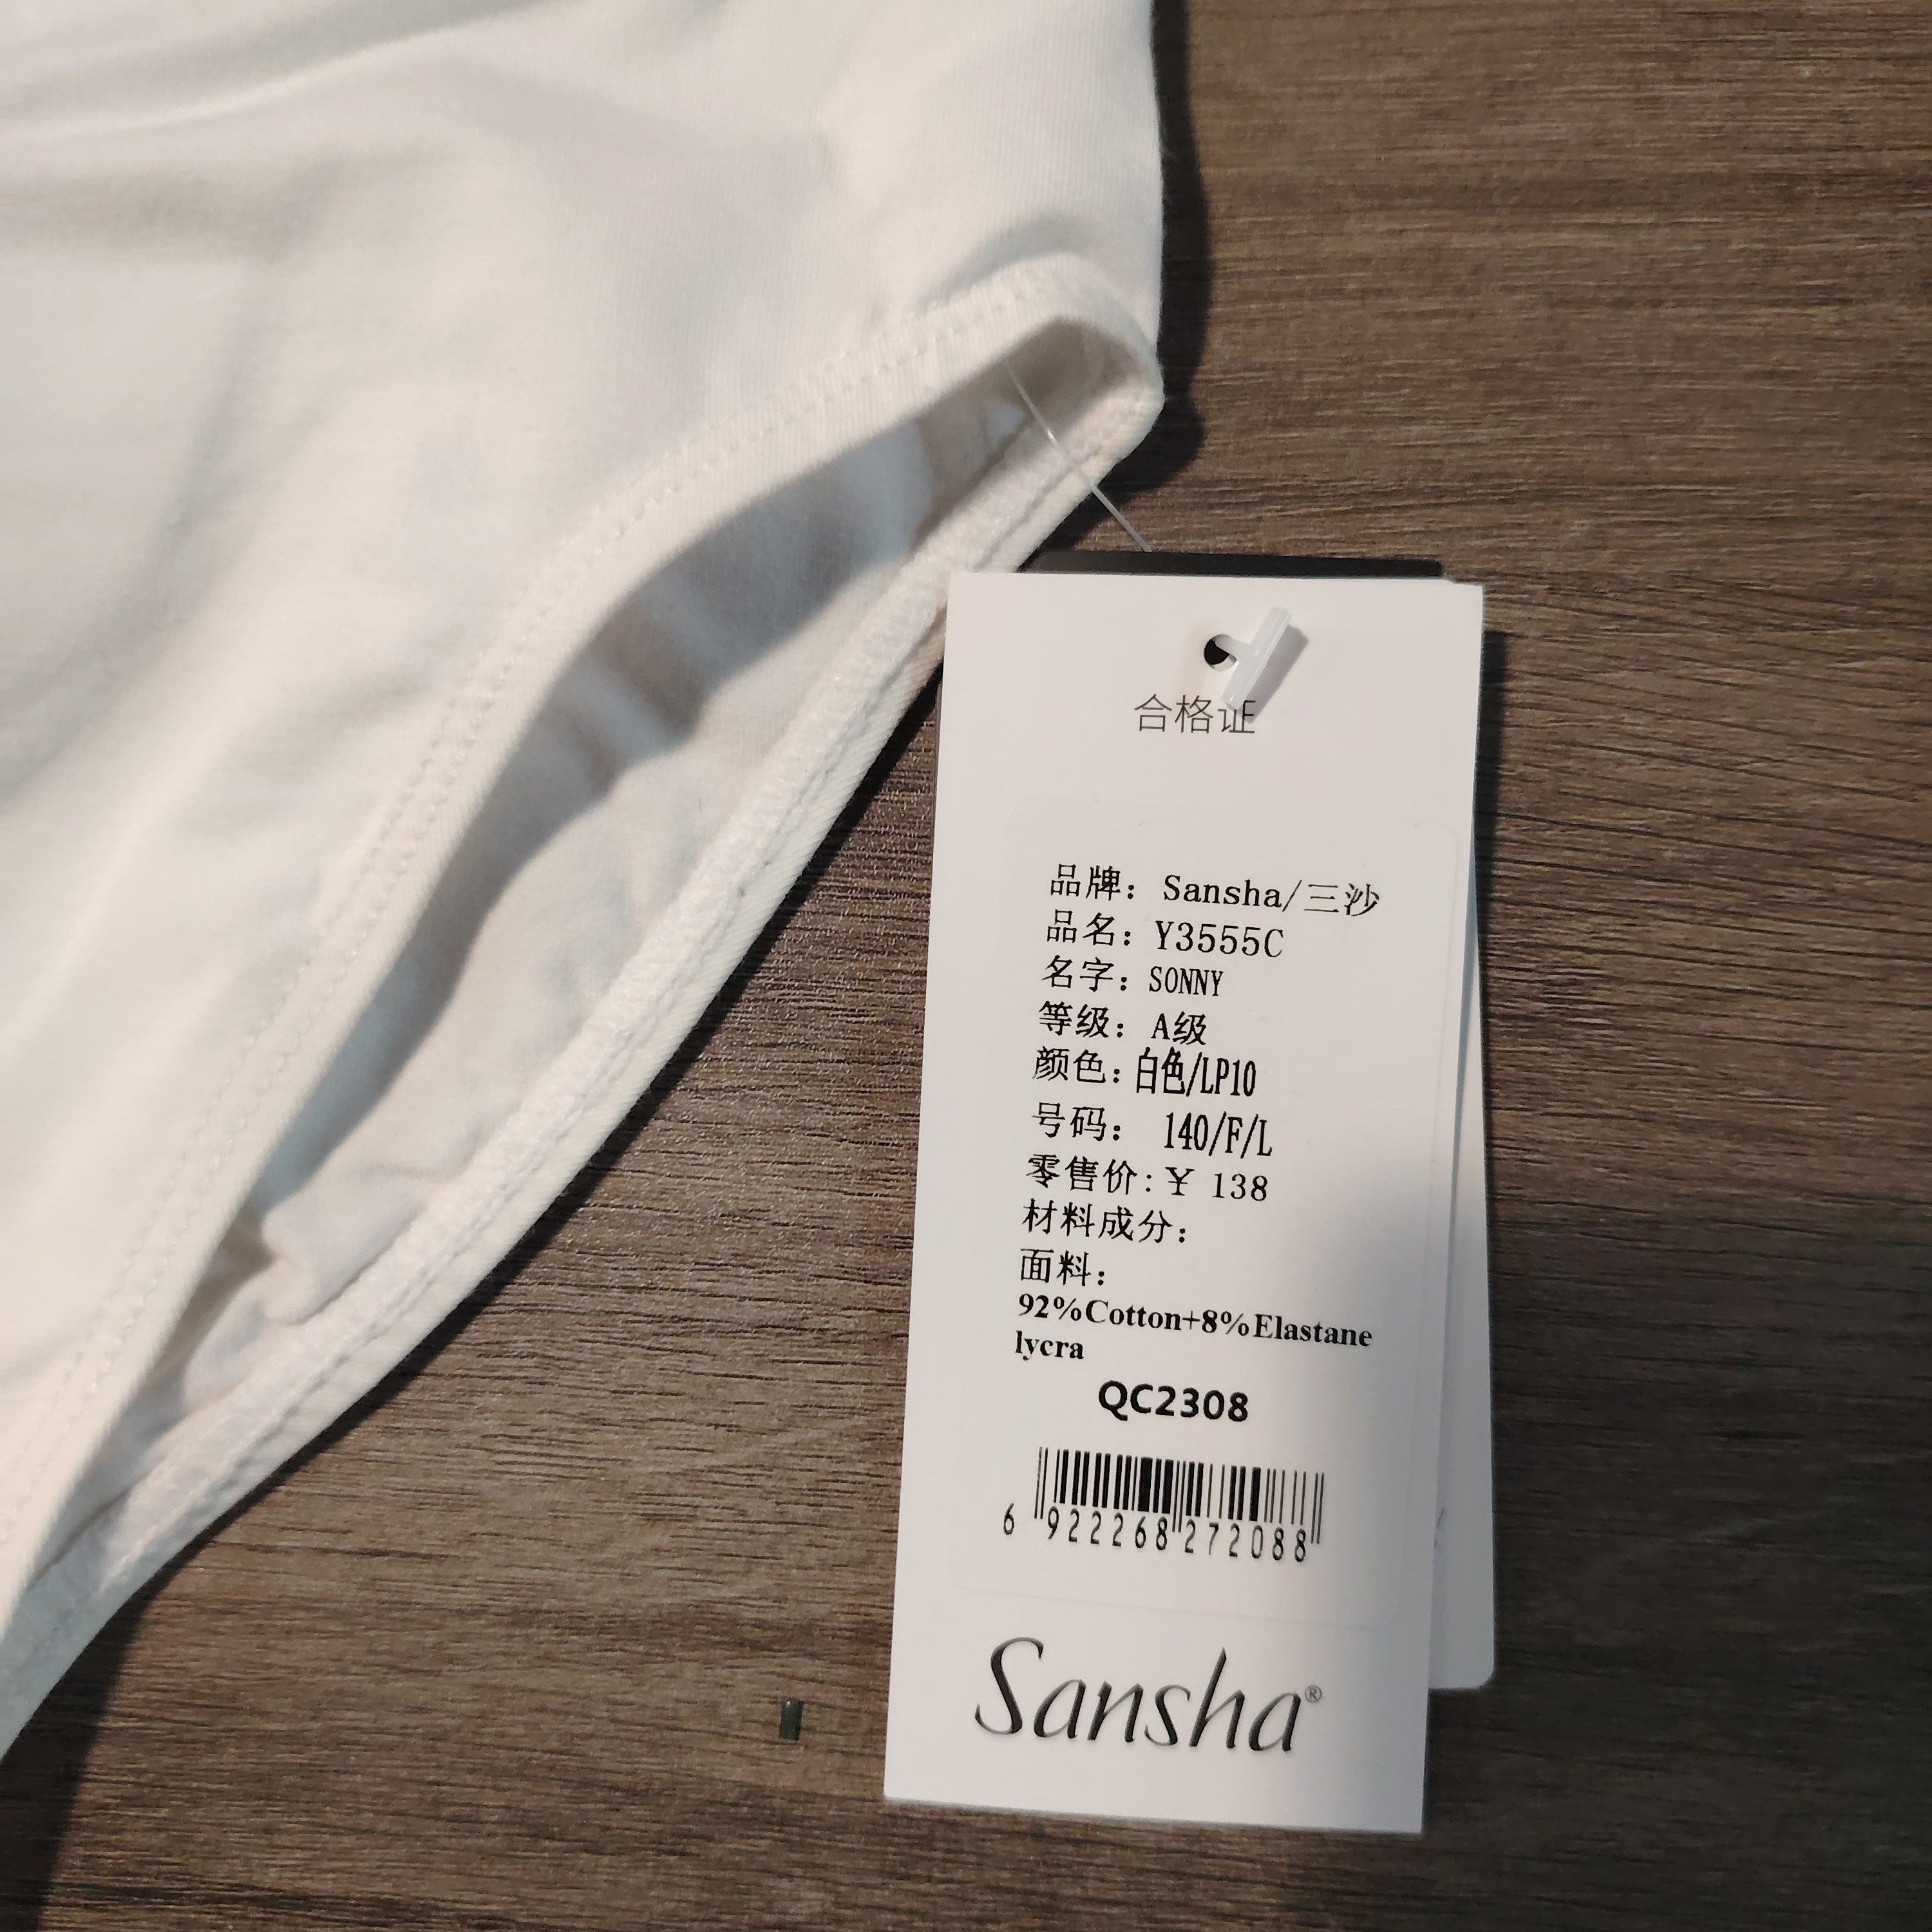 合格证
品牌: Sansha/三沙
品名: Y3555C
名字: SONNY
等级: A级
颜色: 白色/LP10
号码: 140/F/L
零售价: ¥ 138
材料成分:
面料:
92%Cotton+8%Elastane
lycra
QC2308
6 922268 272088
Sansha®